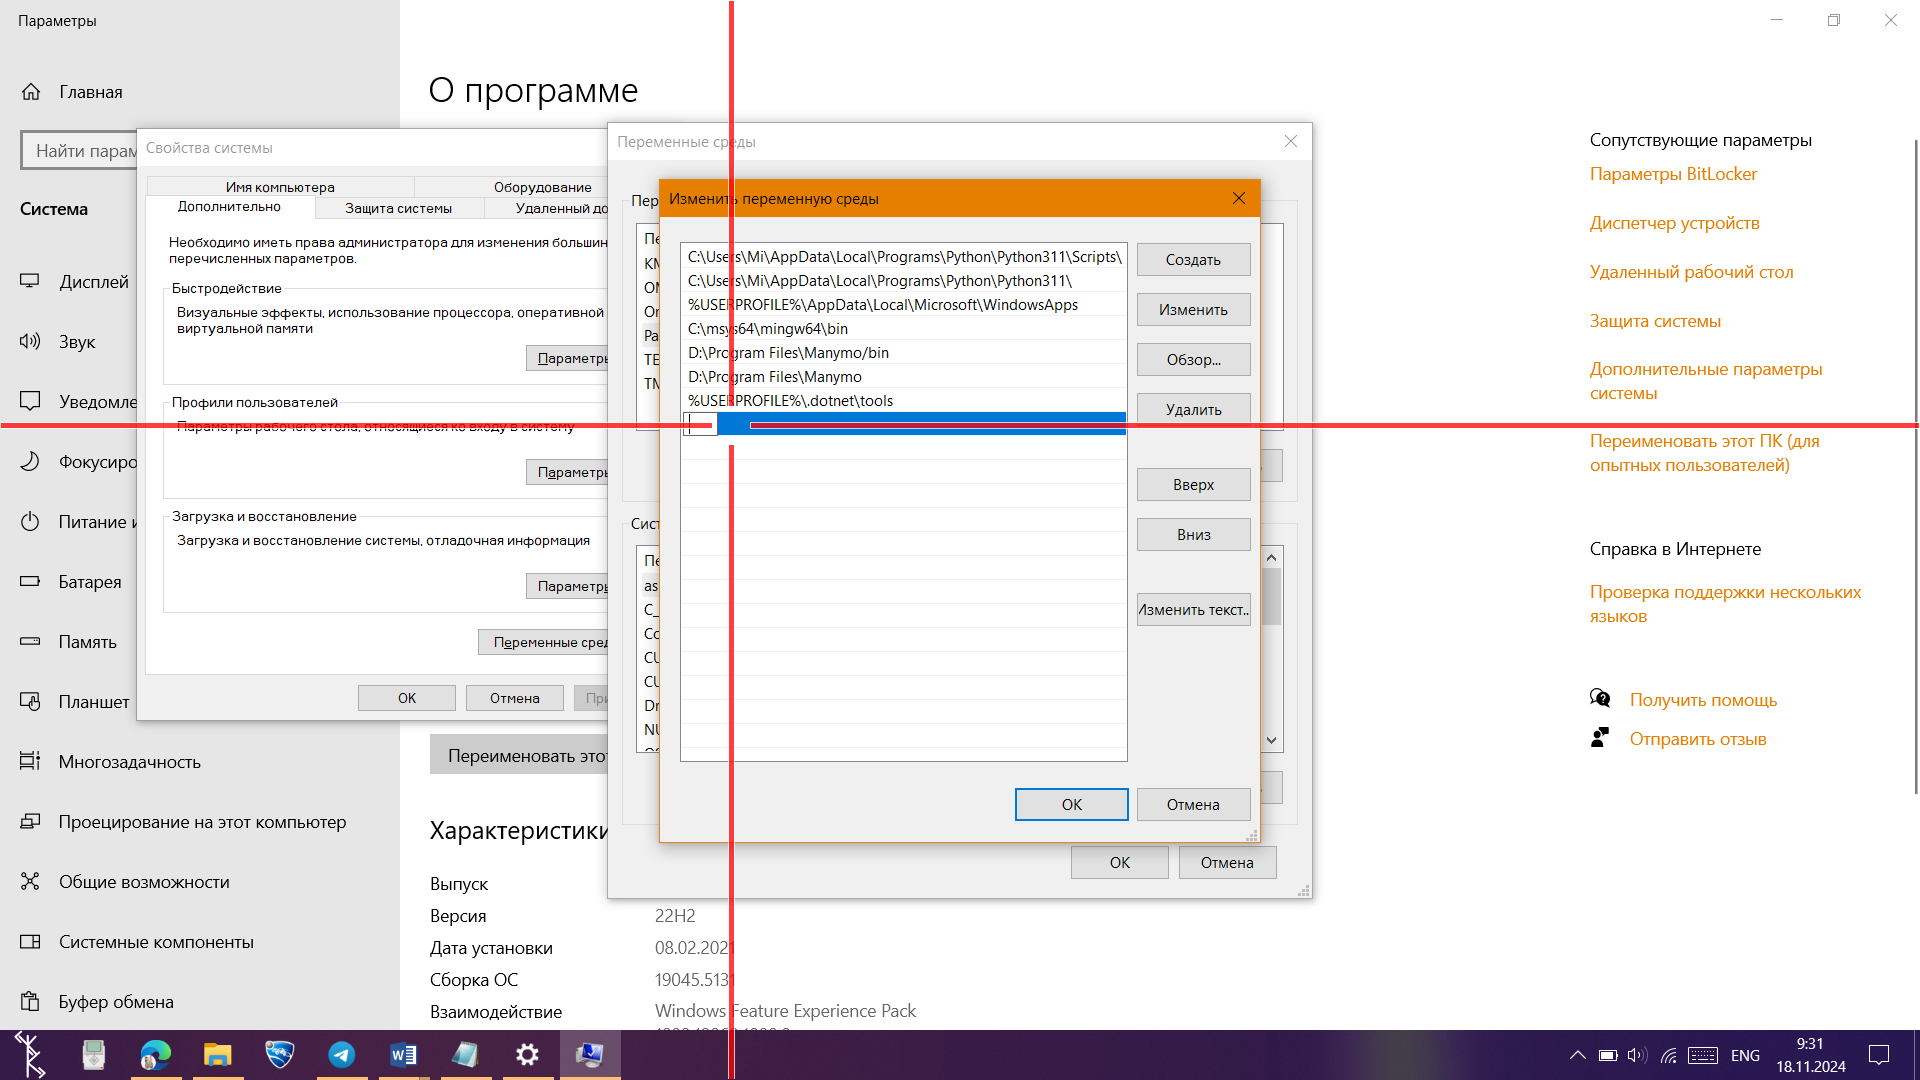 Параметры
Главная
Найти парам
Система
Дисплей
Звук
Уведомле
Фокусиро
Питание и
Батарея
Память
Планшет
Многозадачность
Проецирование на этот компьютер
Общие возможности
Системные компоненты
Буфер обмена
О программе
Свойства системы
Имя компьютера
Оборудование
Дополнительно
Защита системы
Удаленный до
Необходимо иметь права администратора для изменения большин
перечисленных параметров.
Быстродействие
Визуальные эффекты, использование процессора, оперативной
виртуальной памяти
Параметры
Профили пользователей
Параметры рабочего стола, относящиеся ко входу в систему
Параметры
Загрузка и восстановление
Загрузка и восстановление системы, отладочная информация
Параметры
Переменные сред
ОК
Отмена
При
Переименовать этот
Характеристики
Выпуск
Версия
22H2
Дата установки
08.02.2021
Сборка ОС
19045.5131
Взаимодействие
Windows Feature Experience Pack
Переменные среды
Пер
Пе
KM
On
Pa
TE
TM
Сист
Пе
as
C_
Co
CU
CU
Dr
NU
ОК
Отмена
Изменить переменную среды
C:\Users\Mi\AppData\Local\Programs\Python\Python311\Scripts\
C:\Users\Mi\AppData\Local\Programs\Python\Python311\
%USERPROFILE%\AppData\Local\Microsoft\WindowsApps
C:\msys64\mingw64\bin
D:\Program Files\Manymo/bin
D:\Program Files\Manymo
%USERPROFILE%\.dotnet\tools
Создать
Изменить
Обзор...
Удалить
Вверх
Вниз
Изменить текст..
ОК
Отмена
Сопутствующие параметры
Параметры BitLocker
Диспетчер устройств
Удаленный рабочий стол
Защита системы
Дополнительные параметры
системы
Переименовать этот ПК (для
опытных пользователей)
Справка в Интернете
Проверка поддержки нескольких
языков
Получить помощь
Отправить отзыв
ENG
9:31
18.11.2024